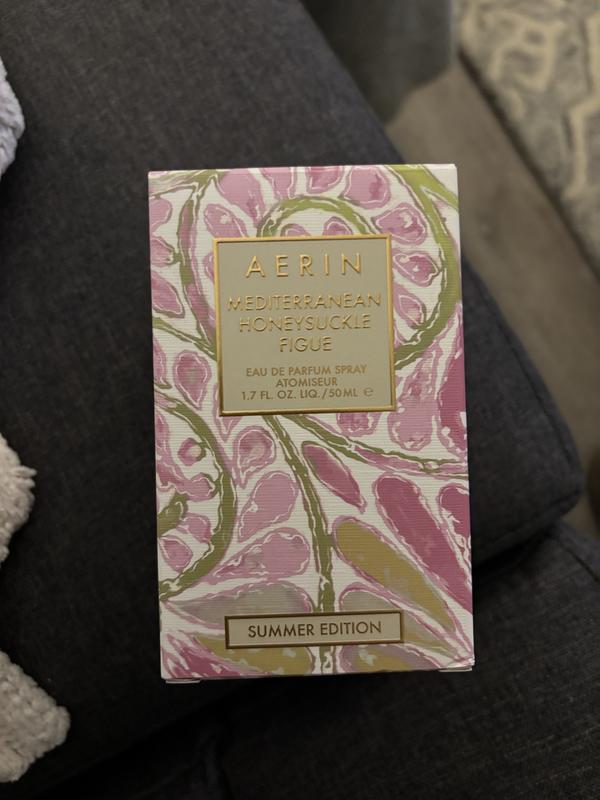 AERIN
MEDITERRANEAN
HONEYSUCKLE
FIGUE
EAU DE PARFUM SPRAY
ATOMISEUR
1.7 FL. OZ. LIQ./50 ML ℮
SUMMER EDITION